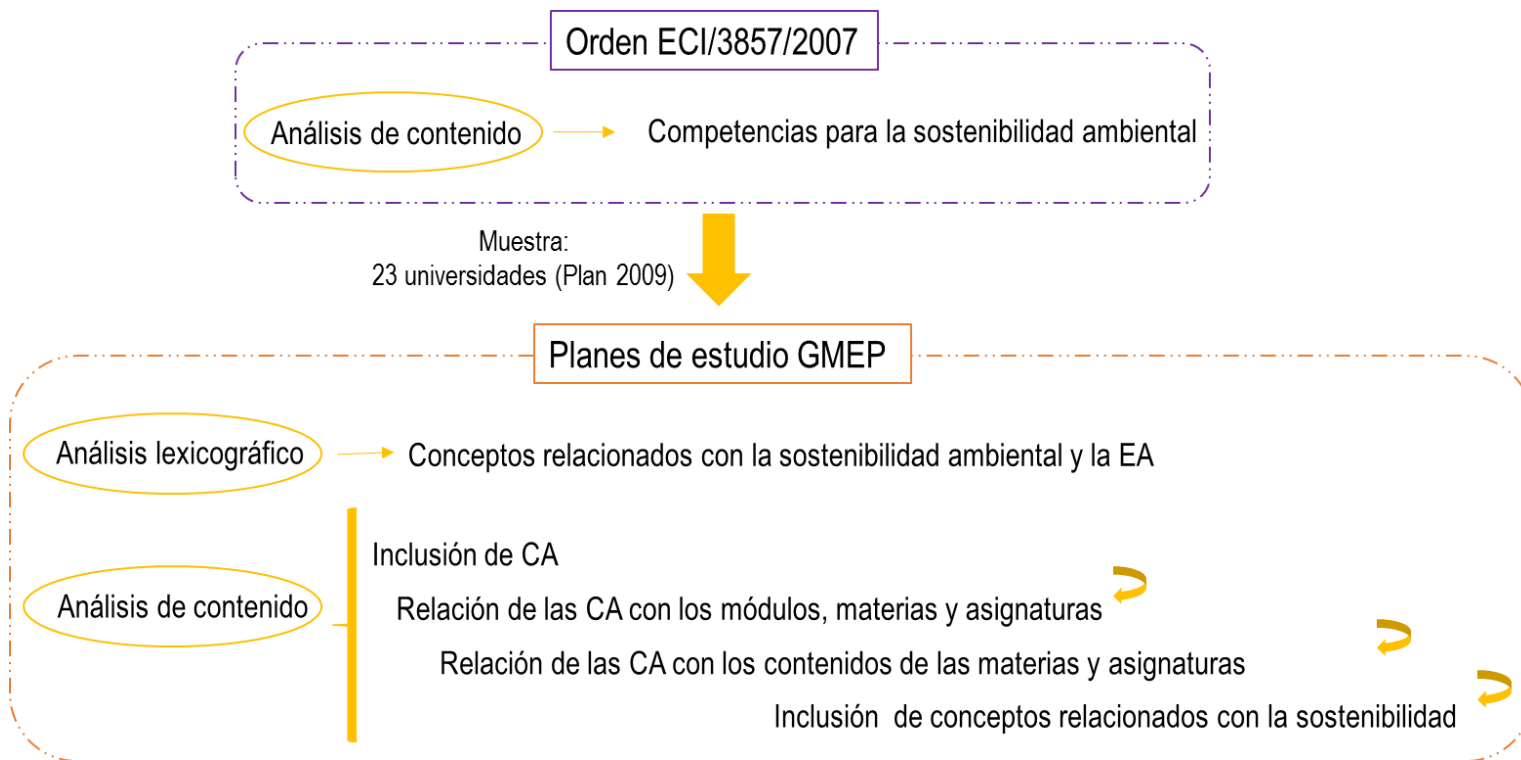 Orden ECI/3857/2007
Análisis de contenido
Competencias para la sostenibilidad ambiental
Muestra:
23 universidades (Plan 2009)
Planes de estudio GMEP
Análisis lexicográfico
Conceptos relacionados con la sostenibilidad ambiental y la EA
Análisis de contenido
Inclusión de CA
Relación de las CA con los módulos, materias y asignaturas
Relación de las CA con los contenidos de las materias y asignaturas
Inclusión de conceptos relacionados con la sostenibilidad